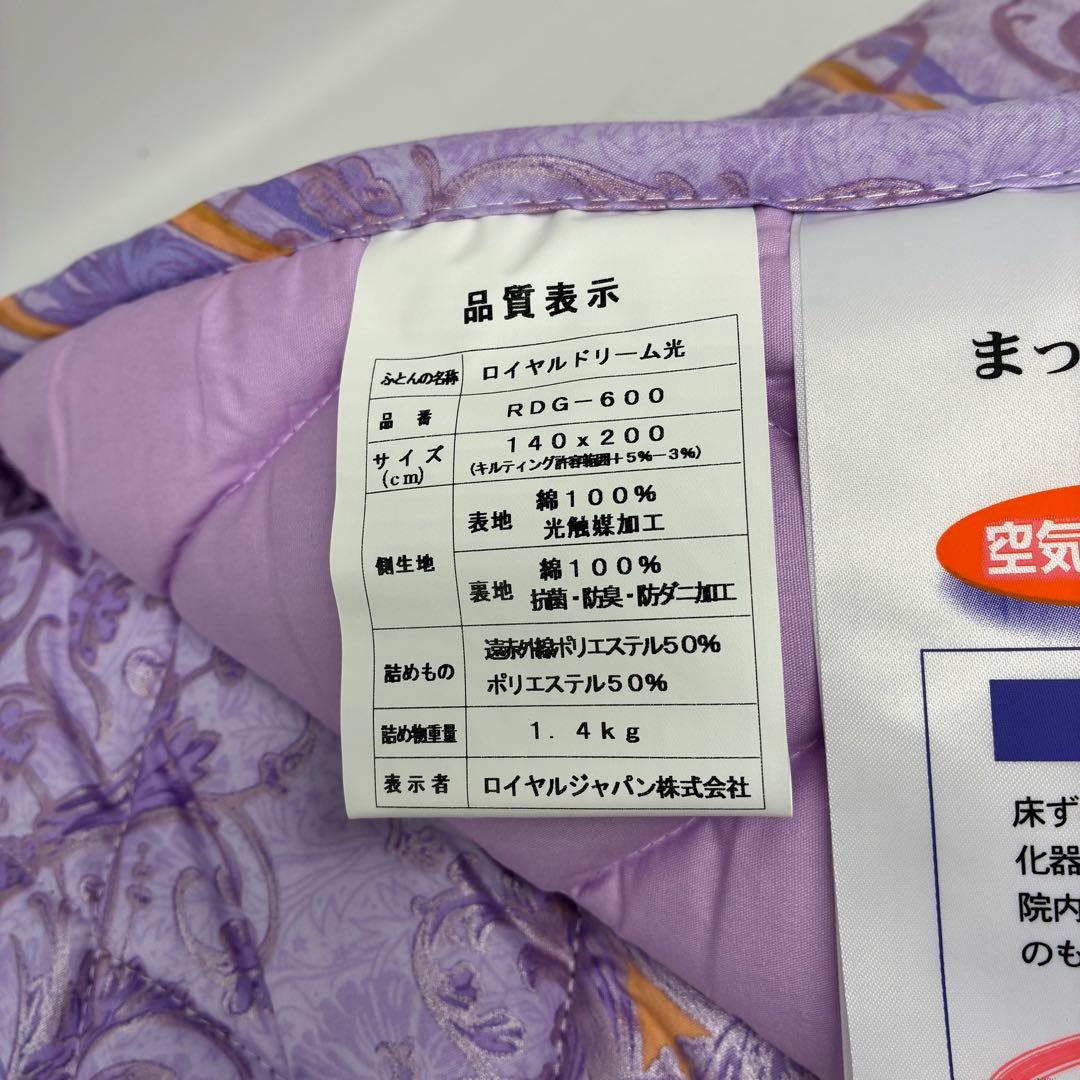 品質表示
ふとんの名称 ロイヤルドリーム光
品番 RDG-600
サイズ(cm) 140x200
(キルティング許容範囲+5%-3%)
側生地 表地 綿100%
光触媒加工
裏地 綿100%
抗菌・防臭・防ダニ加工
詰めもの 遠赤外線ポリエステル50%
ポリエステル50%
詰め物重量 1.4kg
表示者 ロイヤルジャパン株式会社
まっ
空気
床ず
化器
院内
のも